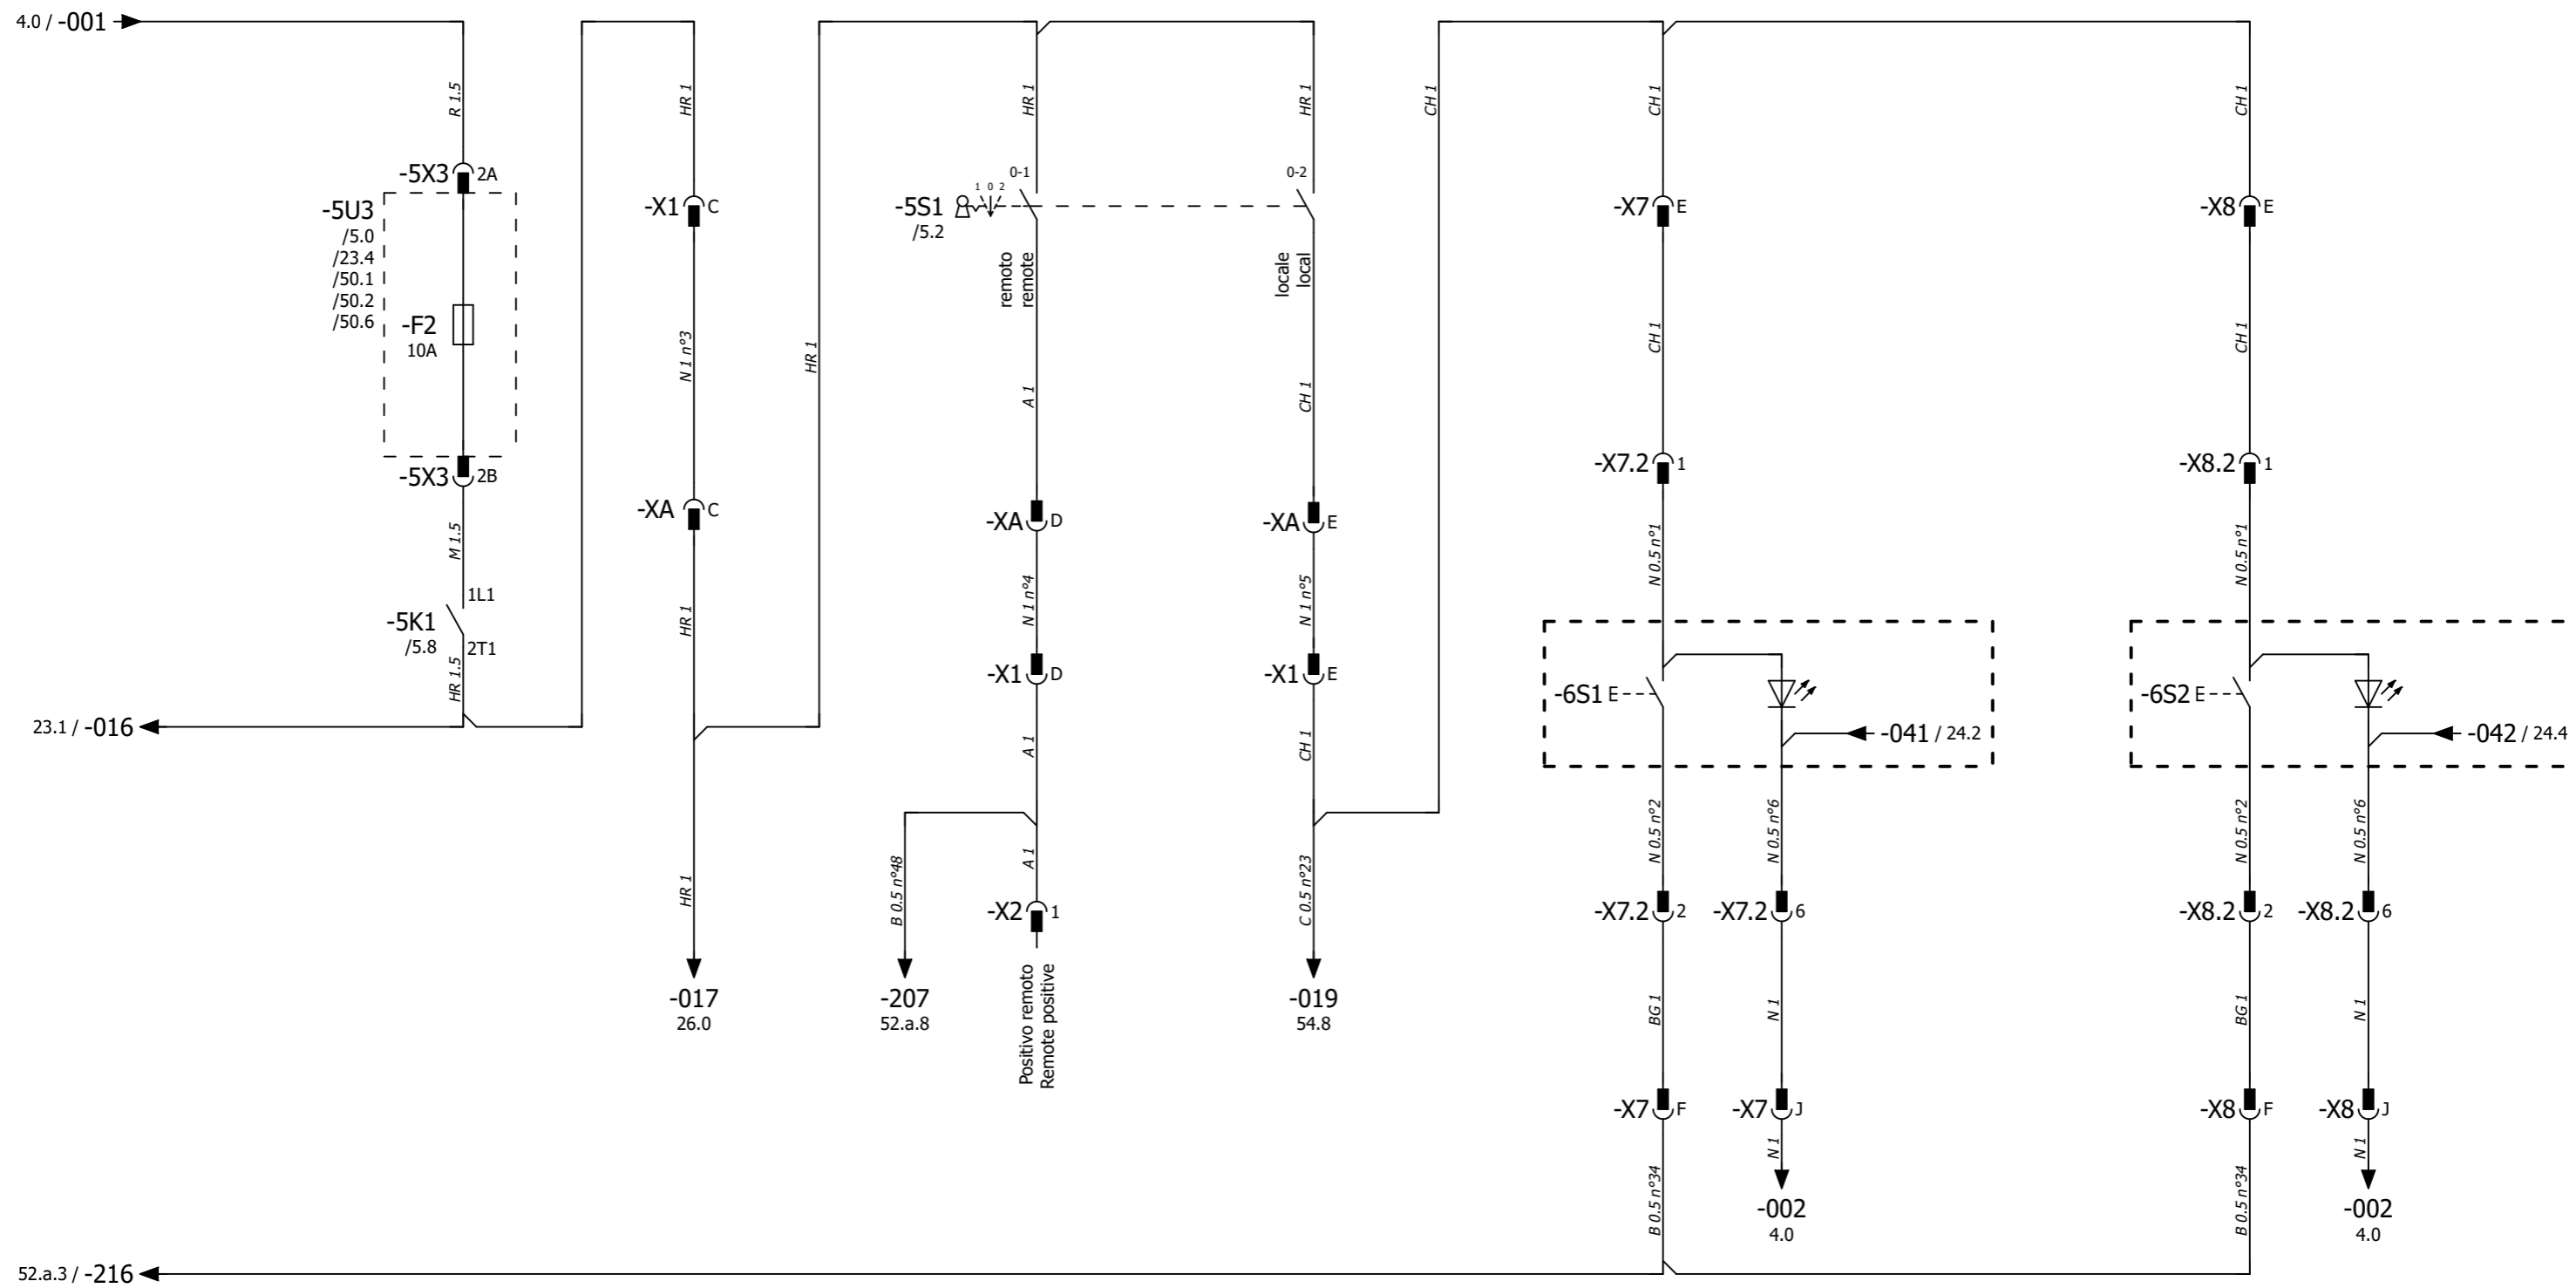 4.0 / -001
R 1.5
-5X3 2A
-5U3
/5.0
/23.4
/50.1
/50.2
/50.6
-F2
10A
-5X3 2B
M 1.5
1L1
-5K1
/5.8
2T1
HR 1.5
23.1 / -016
HR 1
-X1 C
N 1 n°3
-XA C
HR 1
HR 1
-017
26.0
HR 1
HR 1
0-1
1 0 2
-5S1
/5.2
remoto
remote
A 1
-XA D
N 1 n°4
-X1 D
A 1
A 1
B 0.5 n°48
-207
52.a.8
-X2 1
Positivo remoto
Remote positive
HR 1
0-2
locale
local
CH 1
-XA E
N 1 n°5
-X1 E
CH 1
C 0.5 n°23
-019
54.8
CH 1
CH 1
-X7 E
CH 1
-X7.2 1
N 0.5 n°1
-6S1 E
-041 / 24.2
N 0.5 n°2
N 0.5 n°6
-X7.2 2
-X7.2 6
BG 1
N 1
-X7 F
-X7 J
N 1
B 0.5 n°34
-002
4.0
CH 1
-X8 E
CH 1
-X8.2 1
N 0.5 n°1
-6S2 E
-042 / 24.4
N 0.5 n°2
N 0.5 n°6
-X8.2 2
-X8.2 6
BG 1
N 1
-X8 F
-X8 J
N 1
B 0.5 n°34
-002
4.0
52.a.3 / -216